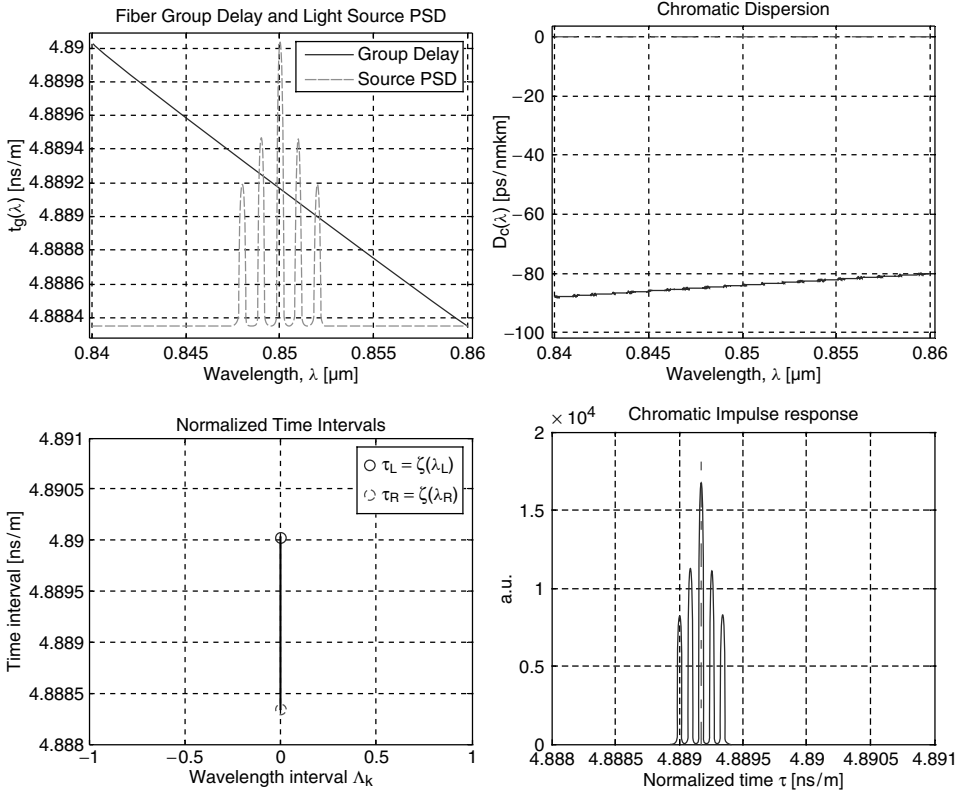 Fiber Group Delay and Light Source PSD
4.89
4.8898
4.8896
4.8894
4.8892
4.889
4.8888
4.8886
4.8884
t_g(λ) [ns/m]
Group Delay
Source PSD
0.84 0.845 0.85 0.855 0.86
Wavelength, λ [μm]
Chromatic Dispersion
0
−20
−40
−60
−80
−100
D_c(λ) [ps/nmkm]
0.84 0.845 0.85 0.855 0.86
Wavelength, λ [μm]
Normalized Time Intervals
4.891
4.8905
4.89
4.8895
4.889
4.8885
4.888
Time interval [ns/m]
τ_L = ζ(λ_L)
τ_R = ζ(λ_R)
−1 −0.5 0 0.5 1
Wavelength interval Λ_k
Chromatic Impulse response
× 10^4
2
1.5
1
0.5
0
a.u.
4.888 4.8885 4.889 4.8895 4.89 4.8905 4.891
Normalized time τ [ns/m]